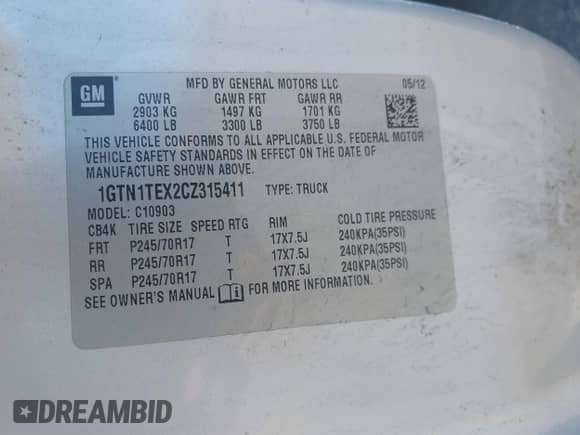 GM
MFD BY GENERAL MOTORS LLC 05/12
GVWR GAWR FRT GAWR RR
2903 KG 1497 KG 1701 KG
6400 LB 3300 LB 3750 LB
THIS VEHICLE CONFORMS TO ALL APPLICABLE U.S. FEDERAL MOTOR
VEHICLE SAFETY STANDARDS IN EFFECT ON THE DATE OF
MANUFACTURE SHOWN ABOVE.
1GTN1TEX2CZ315411 TYPE: TRUCK
MODEL: C10903
CB4K TIRE SIZE SPEED RTG RIM COLD TIRE PRESSURE
FRT P245/70R17 T 17X7.5J 240KPA(35PSI)
RR P245/70R17 T 17X7.5J 240KPA(35PSI)
SPA P245/70R17 T 17X7.5J 240KPA(35PSI)
SEE OWNER'S MANUAL FOR MORE INFORMATION.
DREAMBID